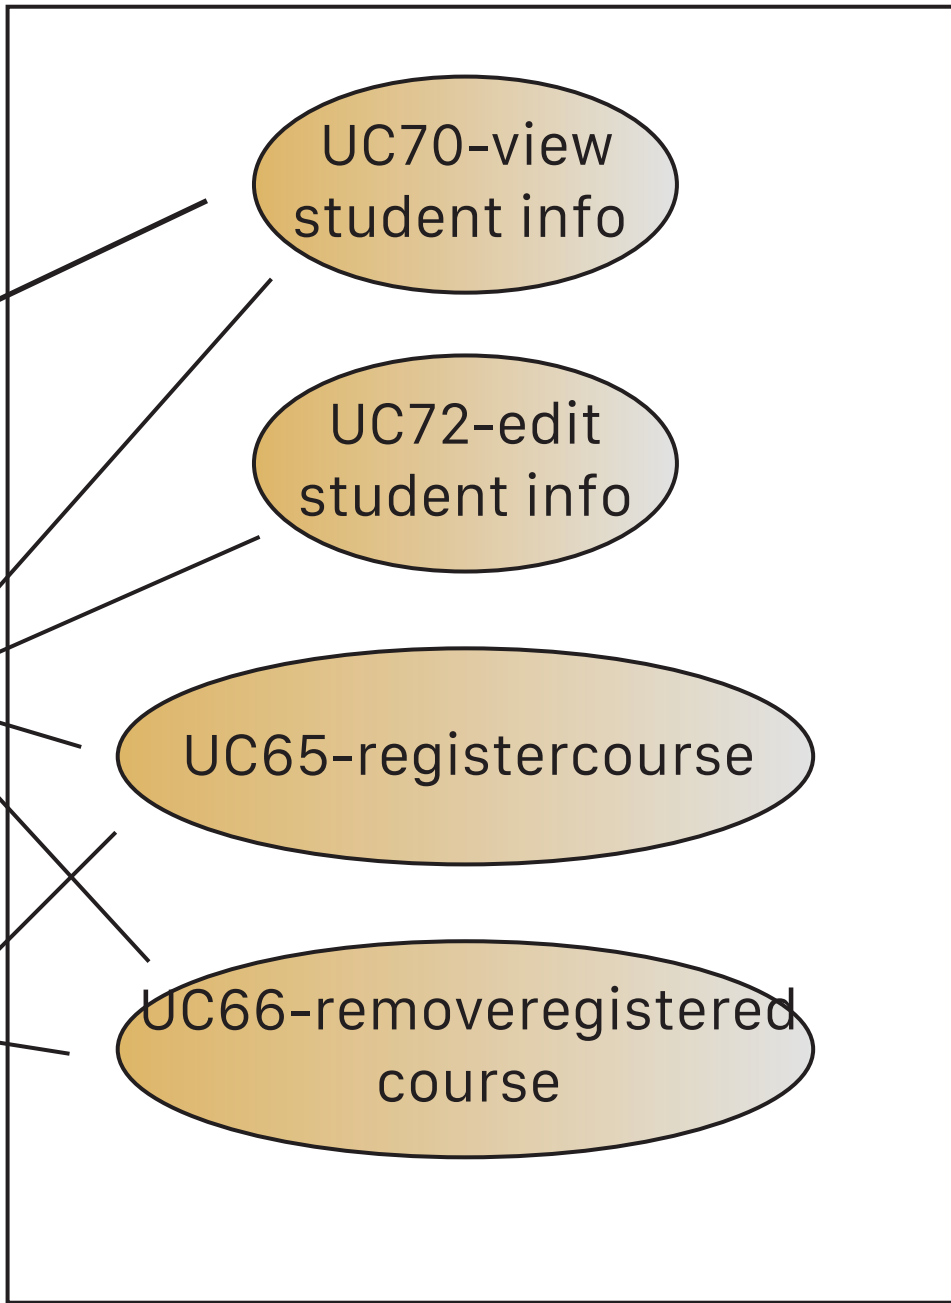 UC70-view
student info
UC72-edit
student info
UC65-registercourse
UC66-removeregistered
course